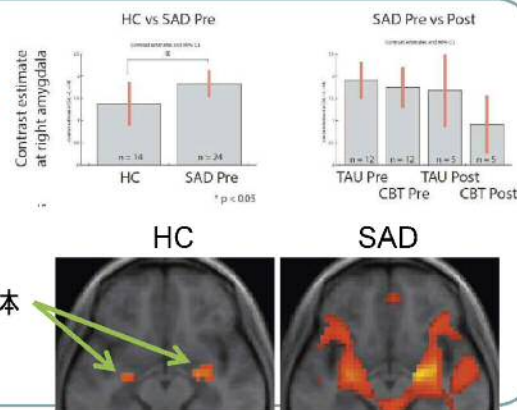 HC vs SAD Pre
SAD Pre vs Post
Contrast estimate
at right amygdala
n = 24
n = 12
n = 12
n = 5
n = 5
HC
SAD Pre
TAU Pre
TAU Post
CBT Pre
CBT Post
* p < 0.05
HC
SAD
体